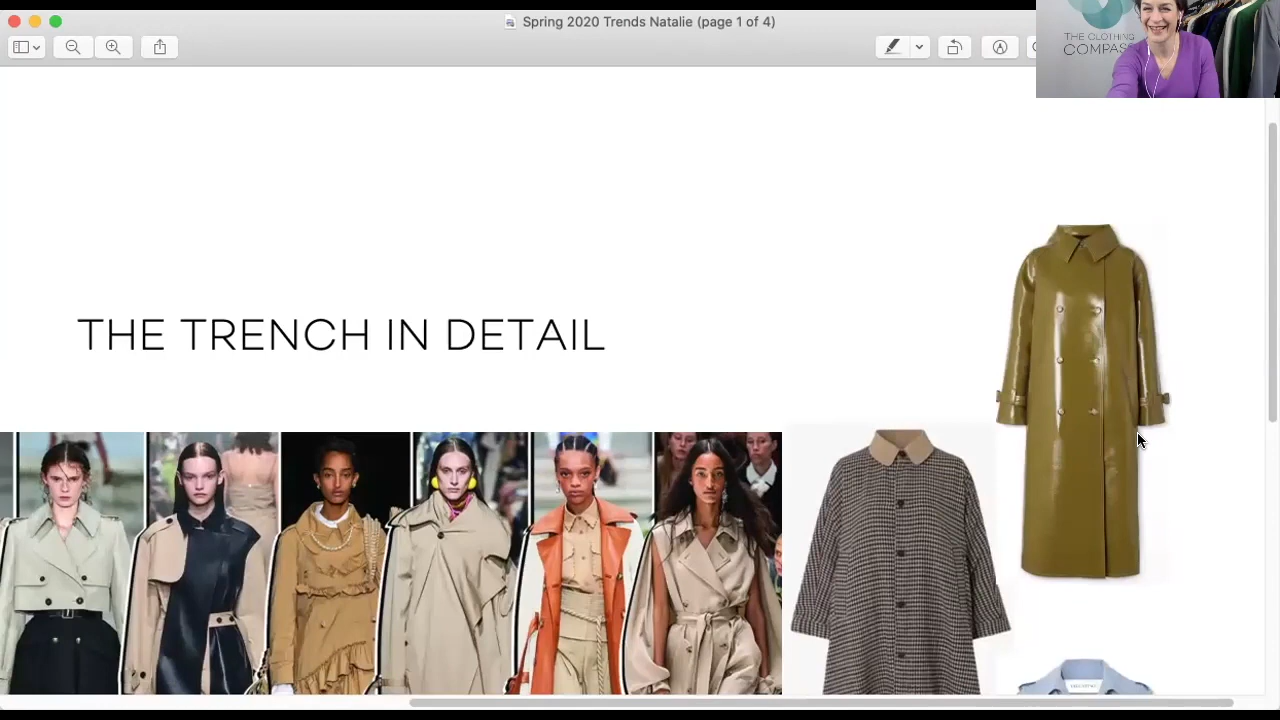 Spring 2020 Trends Natalie (page 1 of 4)
THE CLOTHING
COMPASS
THE TRENCH IN DETAIL